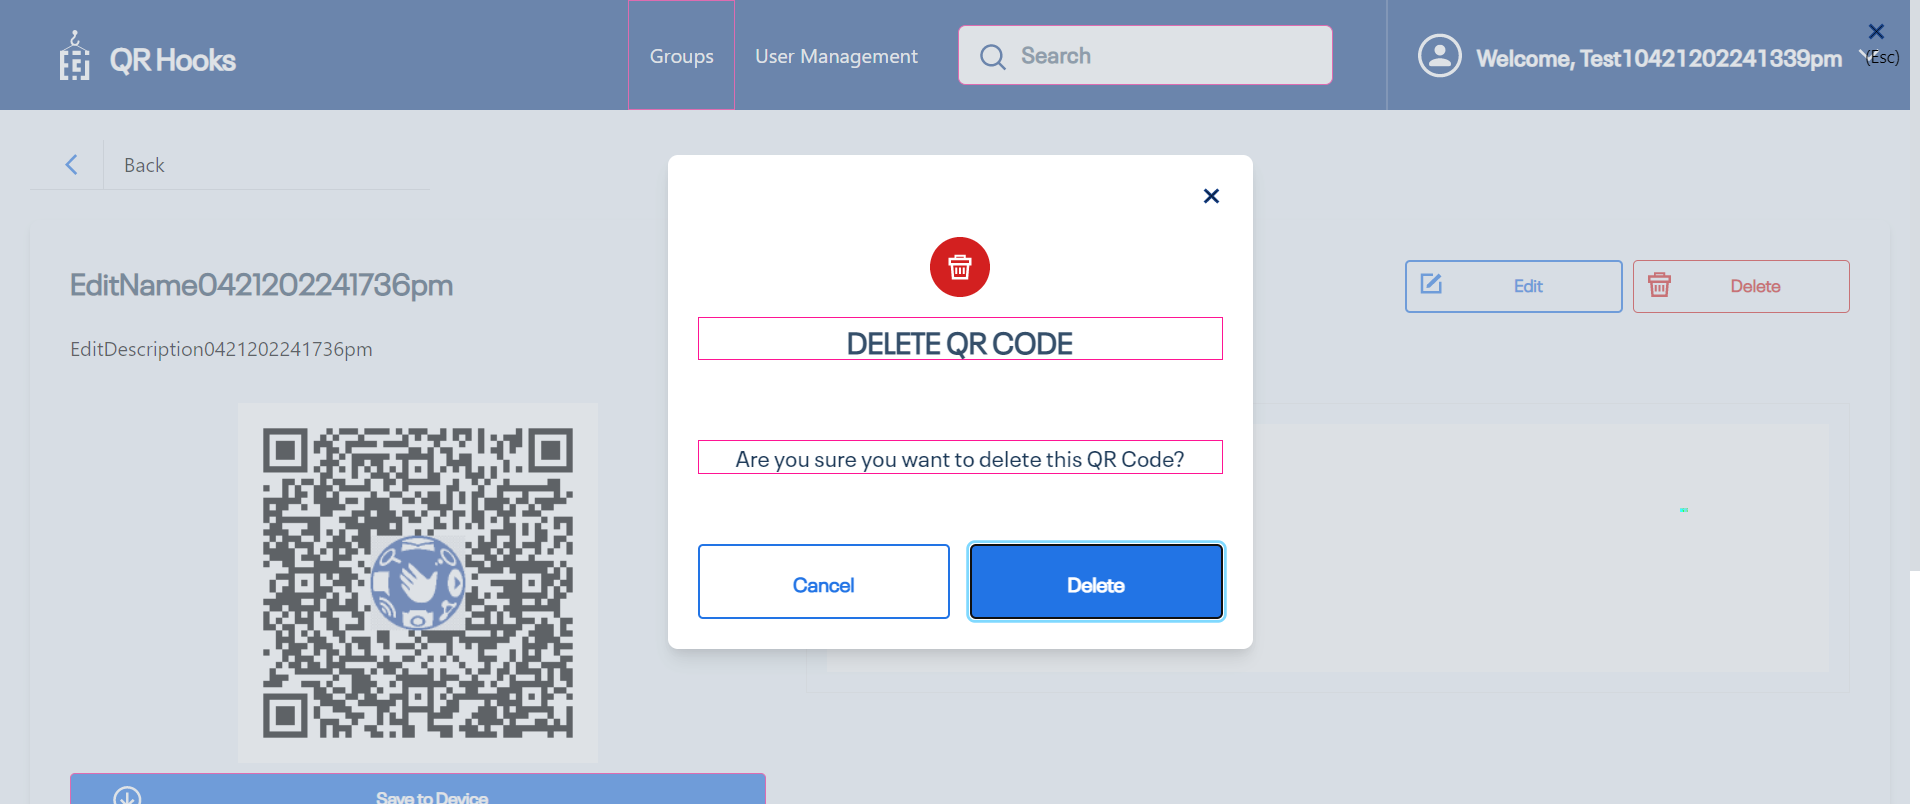 QR Hooks
Groups
User Management
Search
Welcome, Test10421202241339pm
(Esc)
Back
EditName0421202241736pm
EditDescription0421202241736pm
Edit
Delete
DELETE QR CODE
Are you sure you want to delete this QR Code?
Cancel
Delete
Save to Device